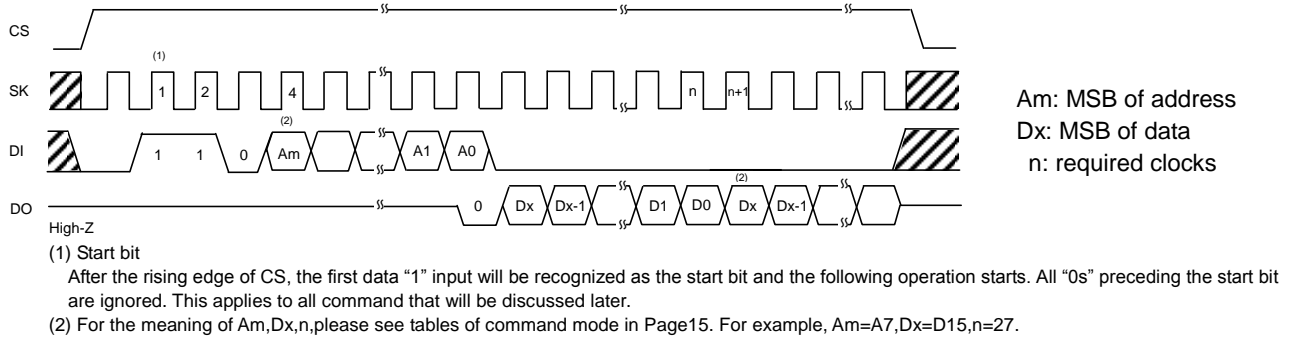 CS
(1)
SK 1 2 4 n n+1
(2)
DI 1 1 0 Am A1 A0
(2)
DO 0 Dx Dx-1 D1 D0 Dx Dx-1
High-Z
Am: MSB of address
Dx: MSB of data
n: required clocks
(1) Start bit
After the rising edge of CS, the first data “1” input will be recognized as the start bit and the following operation starts. All “0s” preceding the start bit
are ignored. This applies to all command that will be discussed later.
(2) For the meaning of Am,Dx,n,please see tables of command mode in Page15. For example, Am=A7,Dx=D15,n=27.